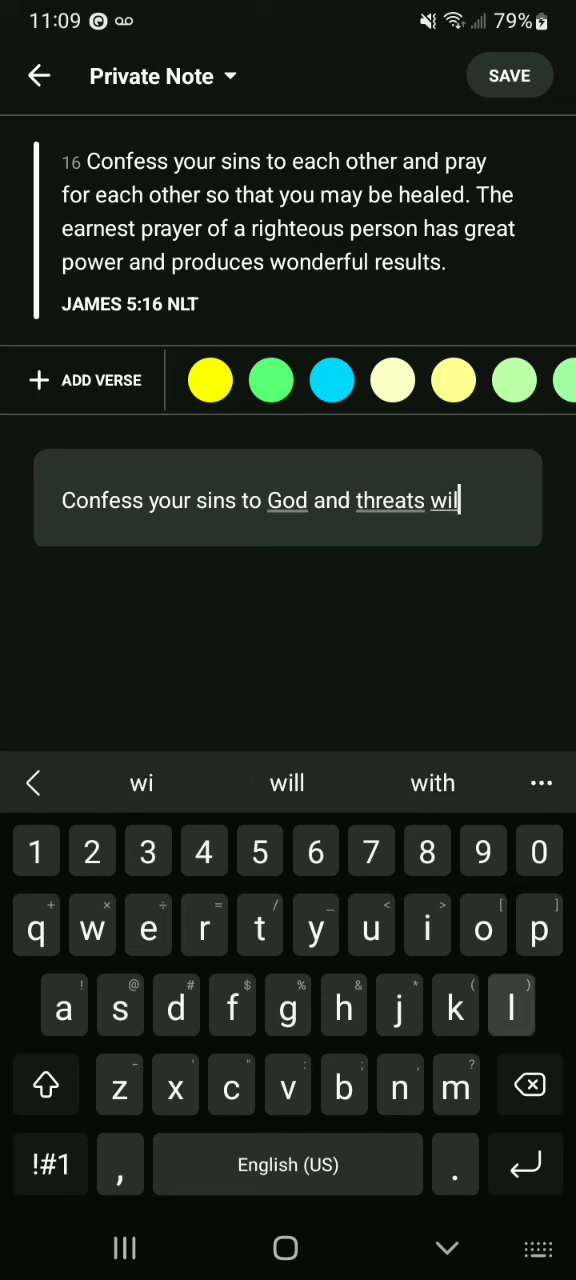 11:09 79%
Private Note SAVE
16 Confess your sins to each other and pray
for each other so that you may be healed. The
earnest prayer of a righteous person has great
power and produces wonderful results.
JAMES 5:16 NLT
+ ADD VERSE
Confess your sins to God and threats wil
wi will with ...
1 2 3 4 5 6 7 8 9 0
+ × ÷ = / _ < > [ ]
q w e r t y u i o p
! @ # $ % & * ( )
a s d f g h j k l
- ' " : ; , ?
z x c v b n m
!#1 , English (US) .